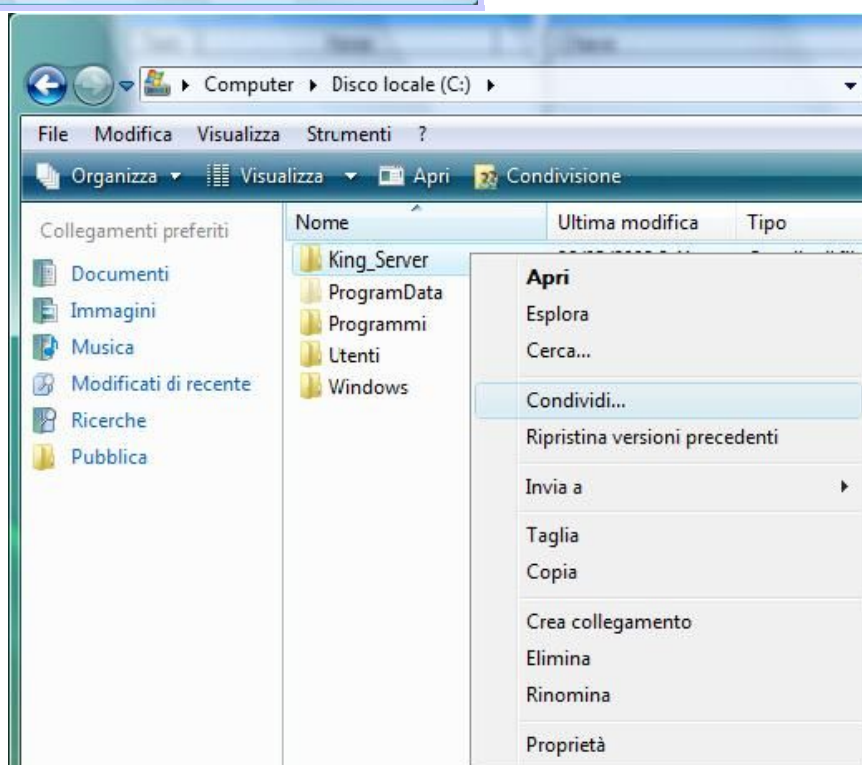 Computer ▸ Disco locale (C:) ▸
File Modifica Visualizza Strumenti ?
Organizza Visualizza Apri Condivisione
Collegamenti preferiti
Documenti
Immagini
Musica
Modificati di recente
Ricerche
Pubblica
Nome Ultima modifica Tipo
King_Server
ProgramData
Programmi
Utenti
Windows
Apri
Esplora
Cerca...
Condividi...
Ripristina versioni precedenti
Invia a
Taglia
Copia
Crea collegamento
Elimina
Rinomina
Proprietà